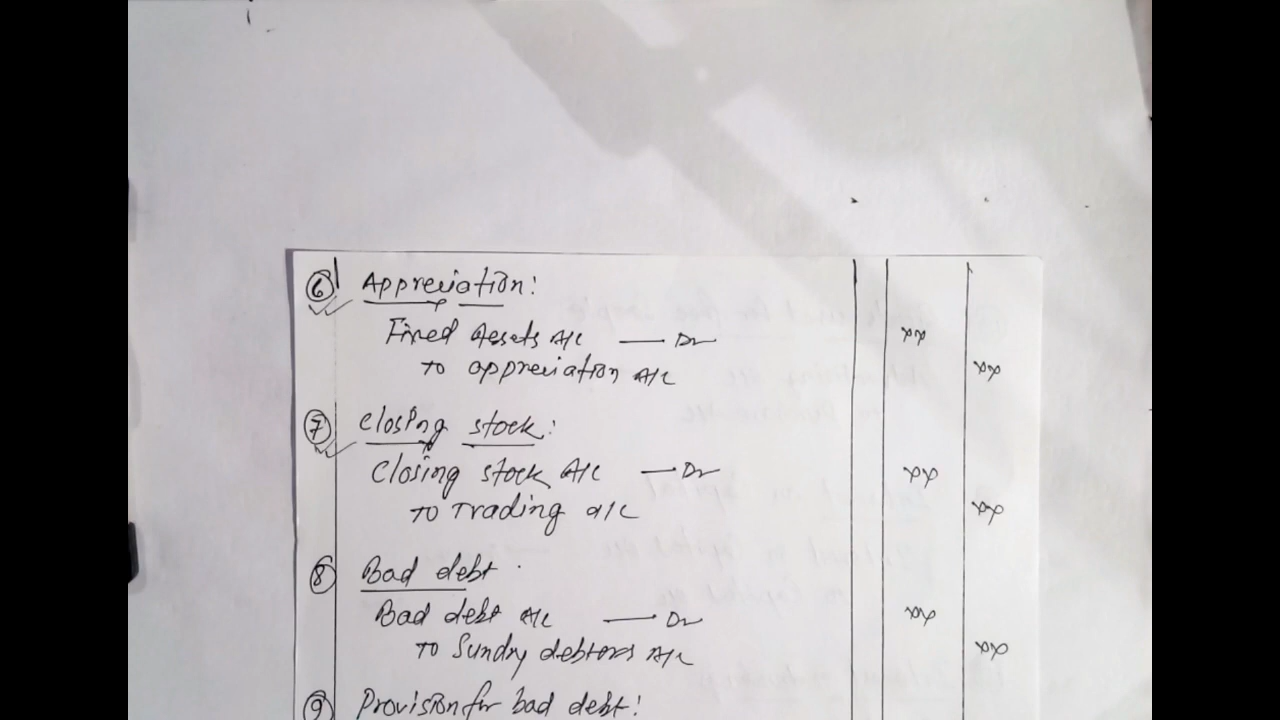 6 Appreciation:
Fixed Assets A/c — Dr xx
To appreciation A/c xx
7 Closing stock:
Closing stock A/c — Dr xx
To Trading a/c xx
8 Bad debt
Bad debt A/c — Dr xx
To Sundry debtors A/c xx
9 Provision for bad debt: